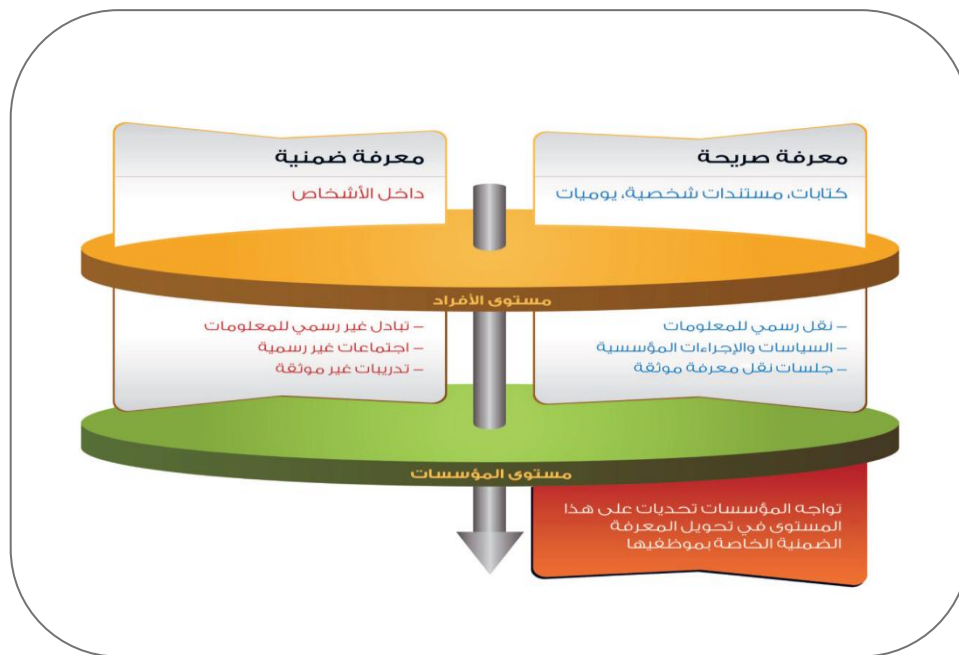 معرفة صريحة
كتابات، مستندات شخصية، يوميات
معرفة ضمنية
داخل الأشخاص
مستوى الأفراد
– نقل رسمي للمعلومات
– السياسات والإجراءات المؤسسية
– جلسات نقل معرفة موثقة
– تبادل غير رسمي للمعلومات
– اجتماعات غير رسمية
– تدريبات غير موثقة
مستوى المؤسسات
تواجه المؤسسات تحديات على هذا
المستوى في تحويل المعرفة
الضمنية الخاصة بموظفيها